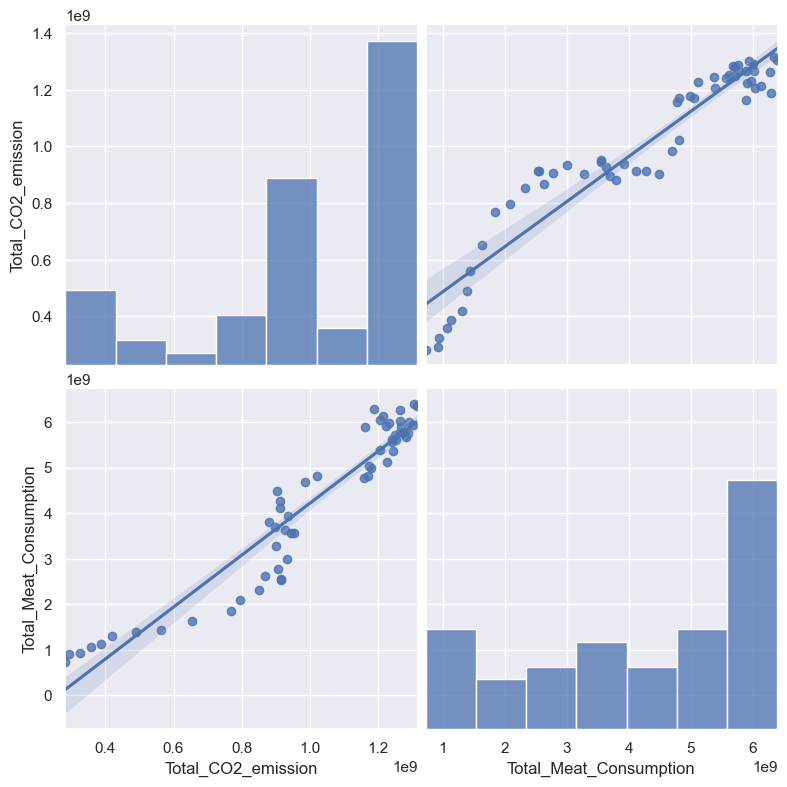 1e9
Total_CO2_emission
1.4
1.2
1.0
0.8
0.6
0.4
1e9
Total_Meat_Consumption
6
5
4
3
2
1
0
0.4 0.6 0.8 1.0 1.2
Total_CO2_emission
1e9
1 2 3 4 5 6
Total_Meat_Consumption
1e9